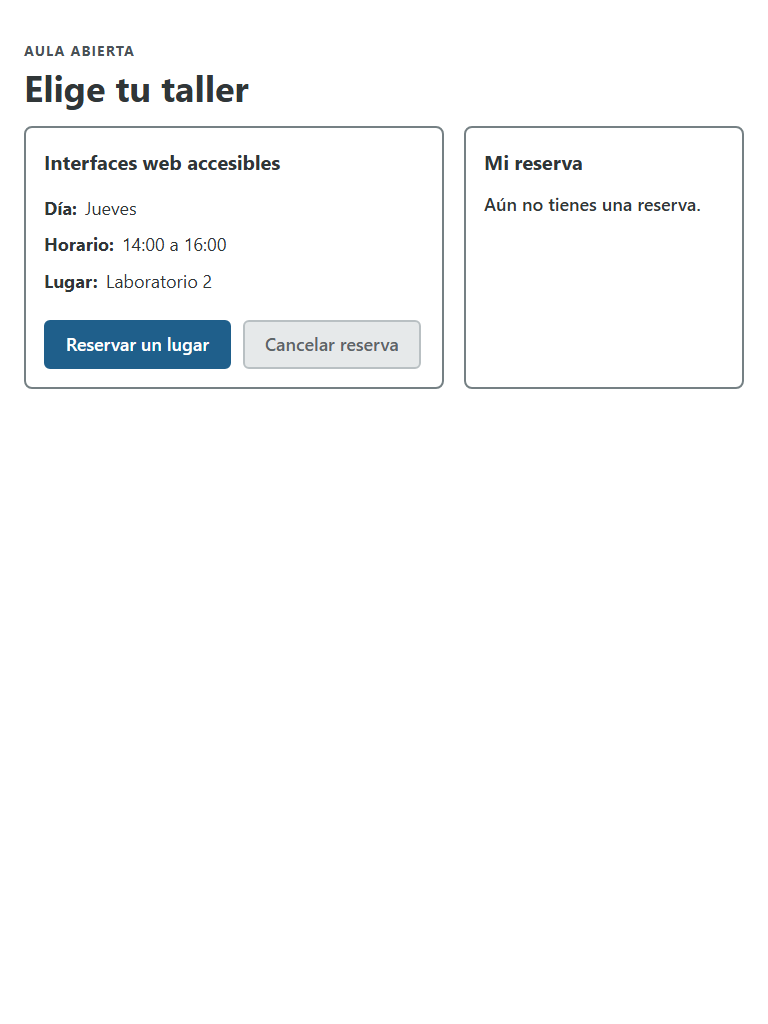 AULA ABIERTA
Elige tu taller
Interfaces web accesibles
Día: Jueves
Horario: 14:00 a 16:00
Lugar: Laboratorio 2
Reservar un lugar
Cancelar reserva
Mi reserva
Aún no tienes una reserva.